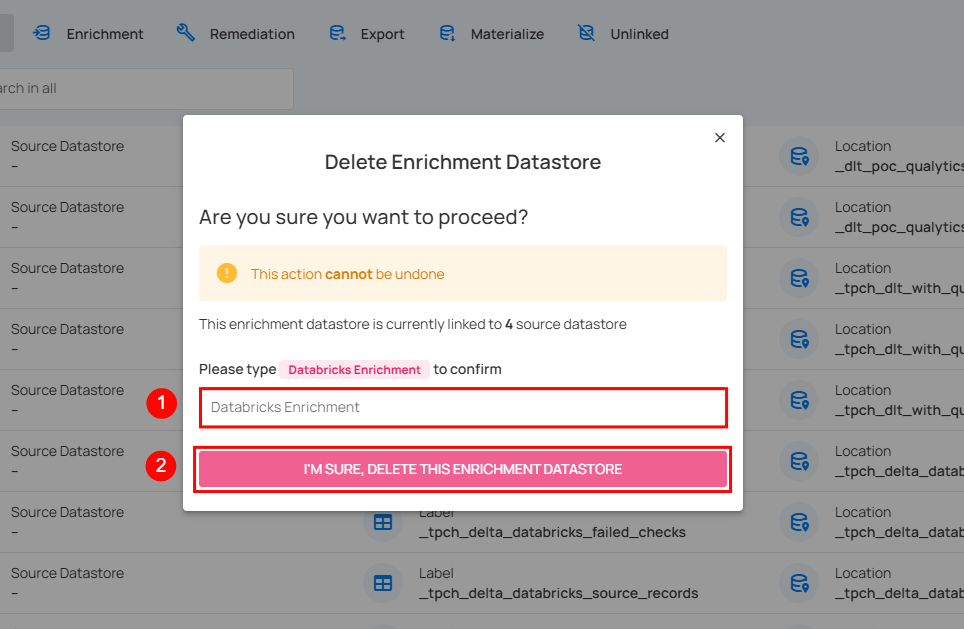 Enrichment Remediation Export Materialize Unlinked
rch in all
Source Datastore Location
– _dlt_poc_qualytics
Source Datastore Location
– _dlt_poc_qualytics
Source Datastore Location
– _tpch_dlt_with_qu
Source Datastore Location
– _tpch_dlt_with_qu
Source Datastore Location
– _tpch_dlt_with_qu
Source Datastore Location
– _tpch_delta_datab
Source Datastore Label Location
– _tpch_delta_databricks_failed_checks _tpch_delta_datab
Source Datastore Label Location
– _tpch_delta_databricks_source_records _tpch_delta_datab
Delete Enrichment Datastore
Are you sure you want to proceed?
! This action cannot be undone
This enrichment datastore is currently linked to 4 source datastore
Please type Databricks Enrichment to confirm
1 Databricks Enrichment
2 I'M SURE, DELETE THIS ENRICHMENT DATASTORE